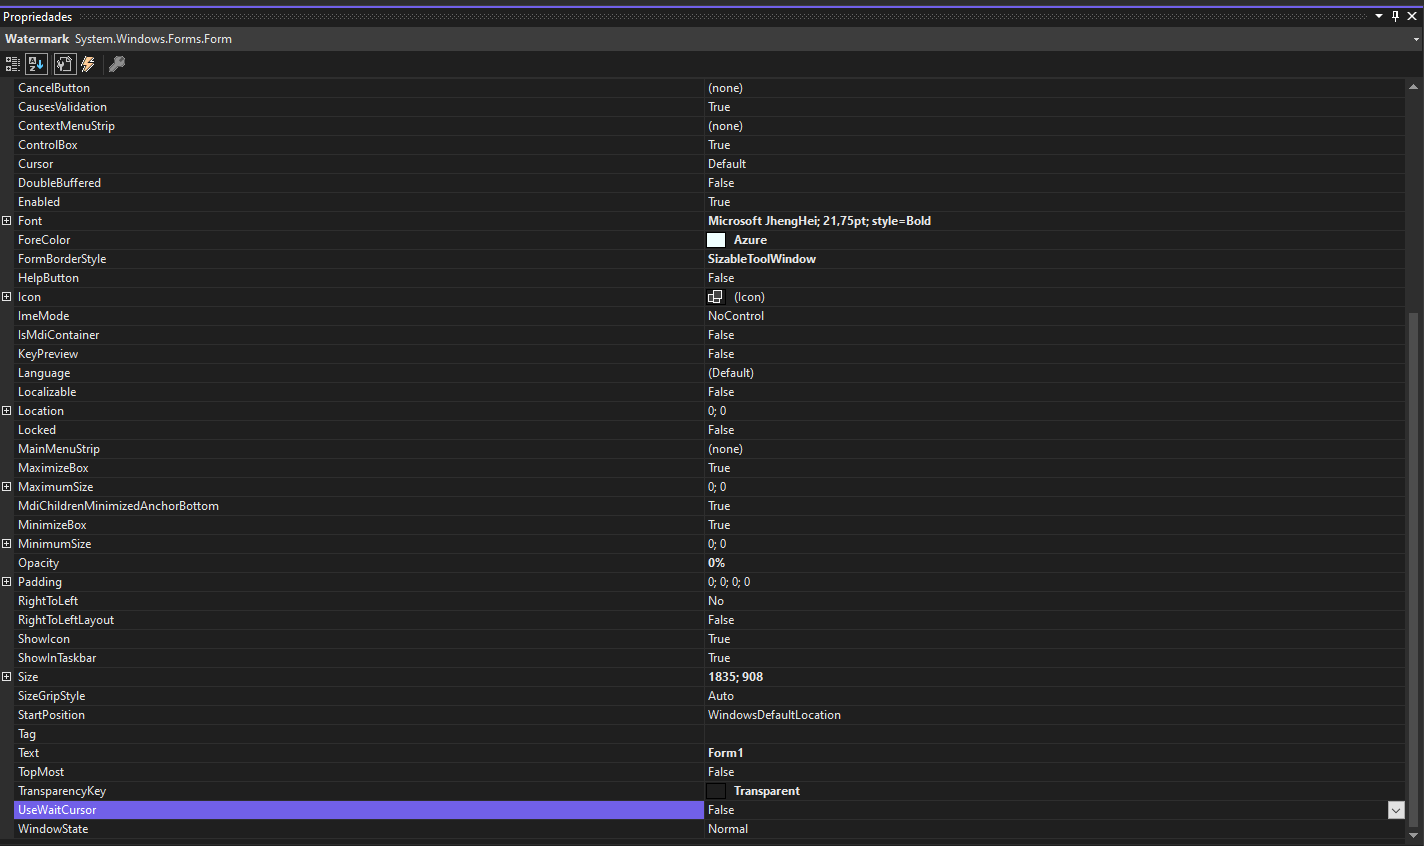 Propriedades
Watermark System.Windows.Forms.Form
CancelButton (none)
CausesValidation True
ContextMenuStrip (none)
ControlBox True
Cursor Default
DoubleBuffered False
Enabled True
Font Microsoft JhengHei; 21,75pt; style=Bold
ForeColor Azure
FormBorderStyle SizableToolWindow
HelpButton False
Icon (Icon)
ImeMode NoControl
IsMdiContainer False
KeyPreview False
Language (Default)
Localizable False
Location 0; 0
Locked False
MainMenuStrip (none)
MaximizeBox True
MaximumSize 0; 0
MdiChildrenMinimizedAnchorBottom True
MinimizeBox True
MinimumSize 0; 0
Opacity 0%
Padding 0; 0; 0; 0
RightToLeft No
RightToLeftLayout False
ShowIcon True
ShowInTaskbar True
Size 1835; 908
SizeGripStyle Auto
StartPosition WindowsDefaultLocation
Tag
Text Form1
TopMost False
TransparencyKey Transparent
UseWaitCursor False
WindowState Normal